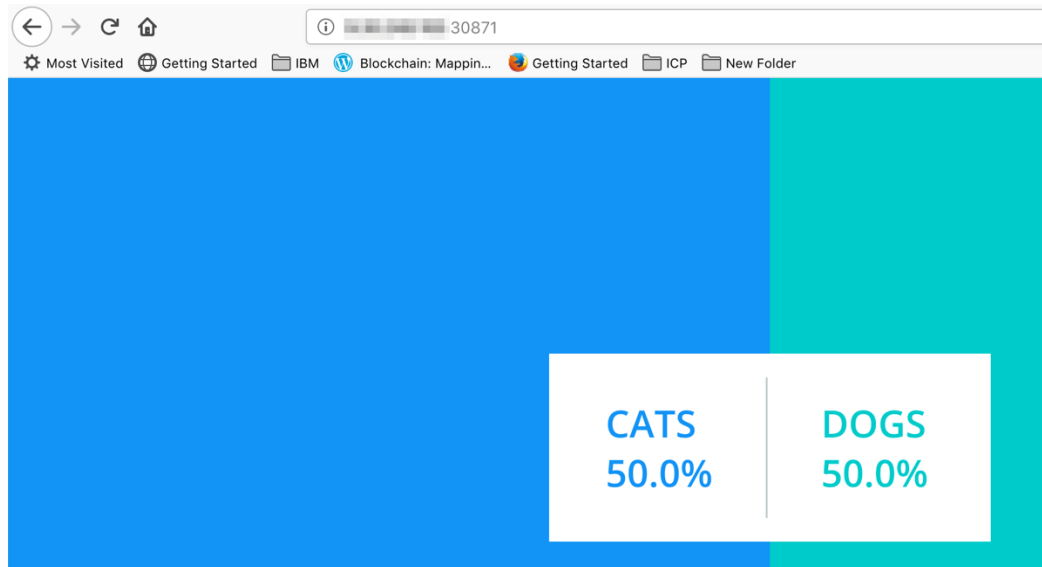 30871
Most Visited Getting Started IBM Blockchain: Mappin... Getting Started ICP New Folder
CATS DOGS
50.0% 50.0%